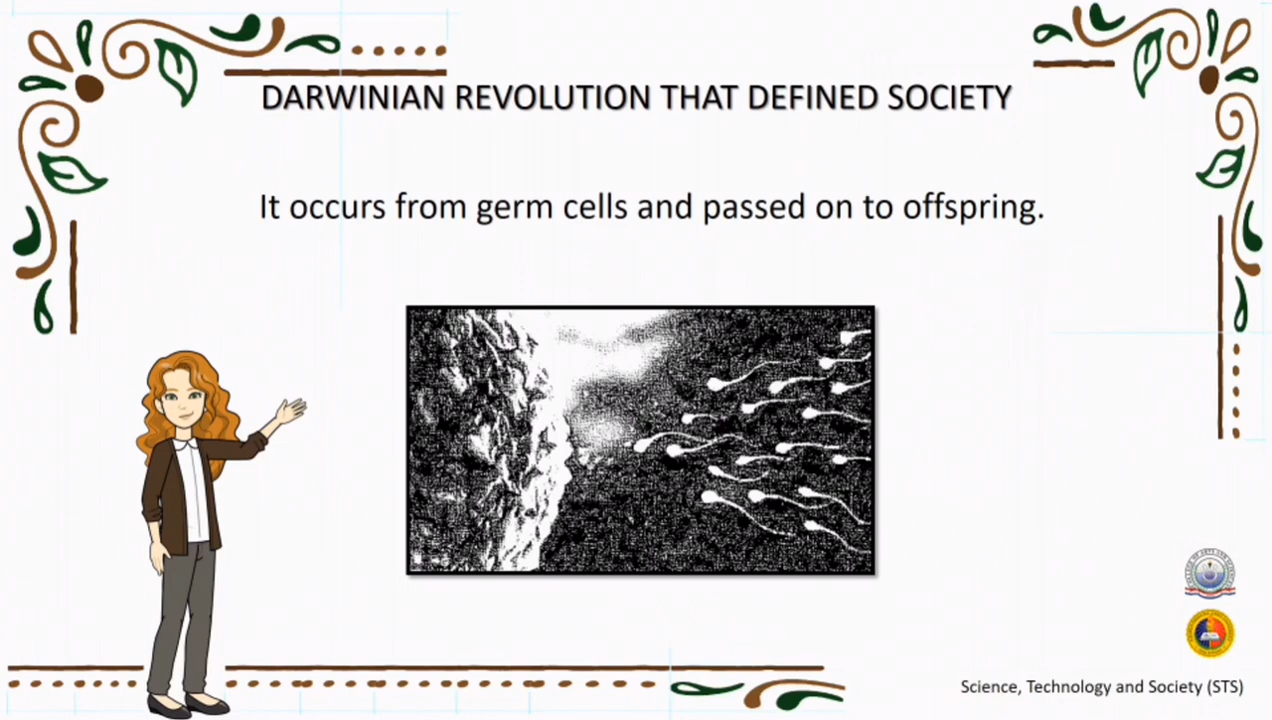 DARWINIAN REVOLUTION THAT DEFINED SOCIETY
It occurs from germ cells and passed on to offspring.
Science, Technology and Society (STS)